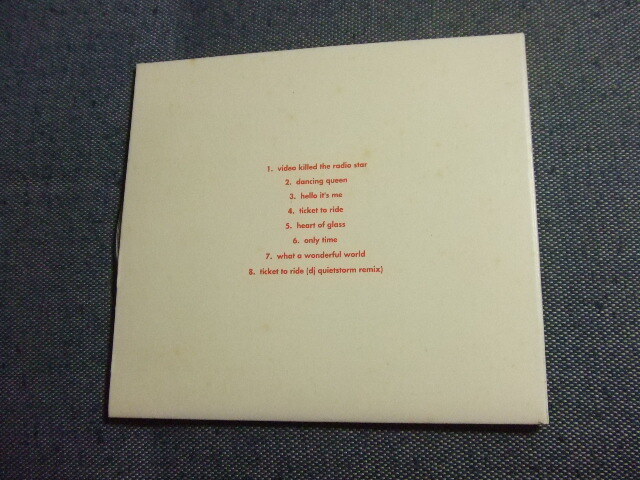 1. video killed the radio star
2. dancing queen
3. hello it's me
4. ticket to ride
5. heart of glass
6. only time
7. what a wonderful world
8. ticket to ride (dj quietstorm remix)